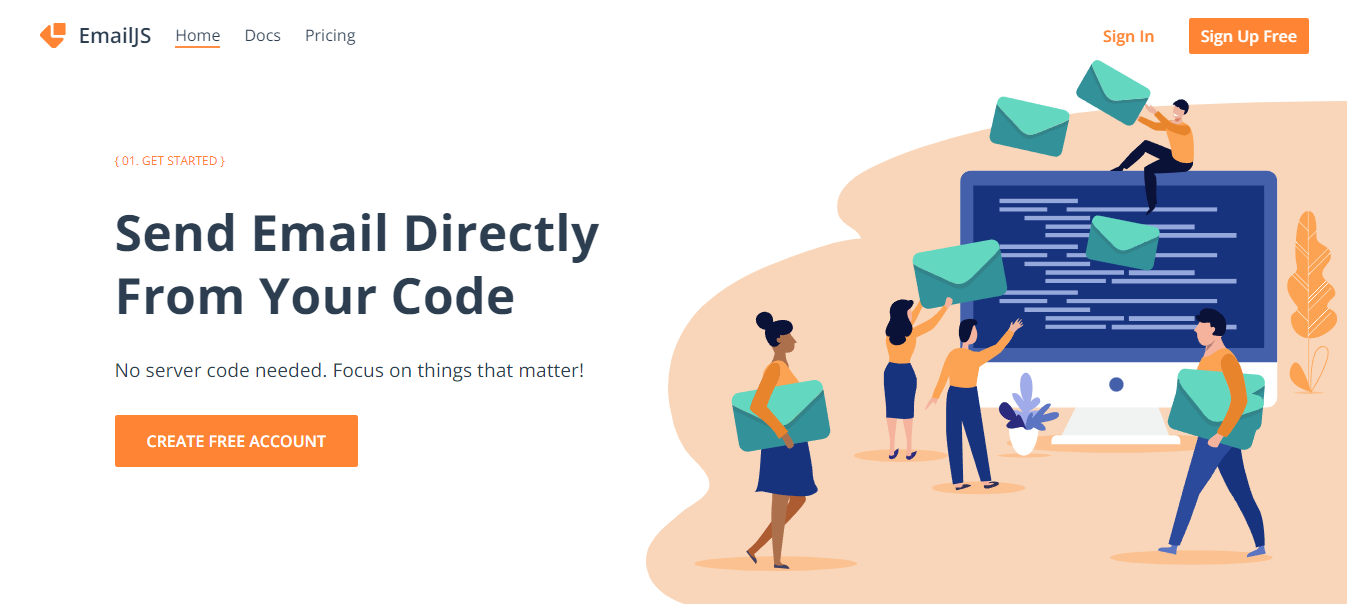 EmailJS Home Docs Pricing Sign In Sign Up Free
{ 01. GET STARTED }
Send Email Directly
From Your Code
No server code needed. Focus on things that matter!
CREATE FREE ACCOUNT